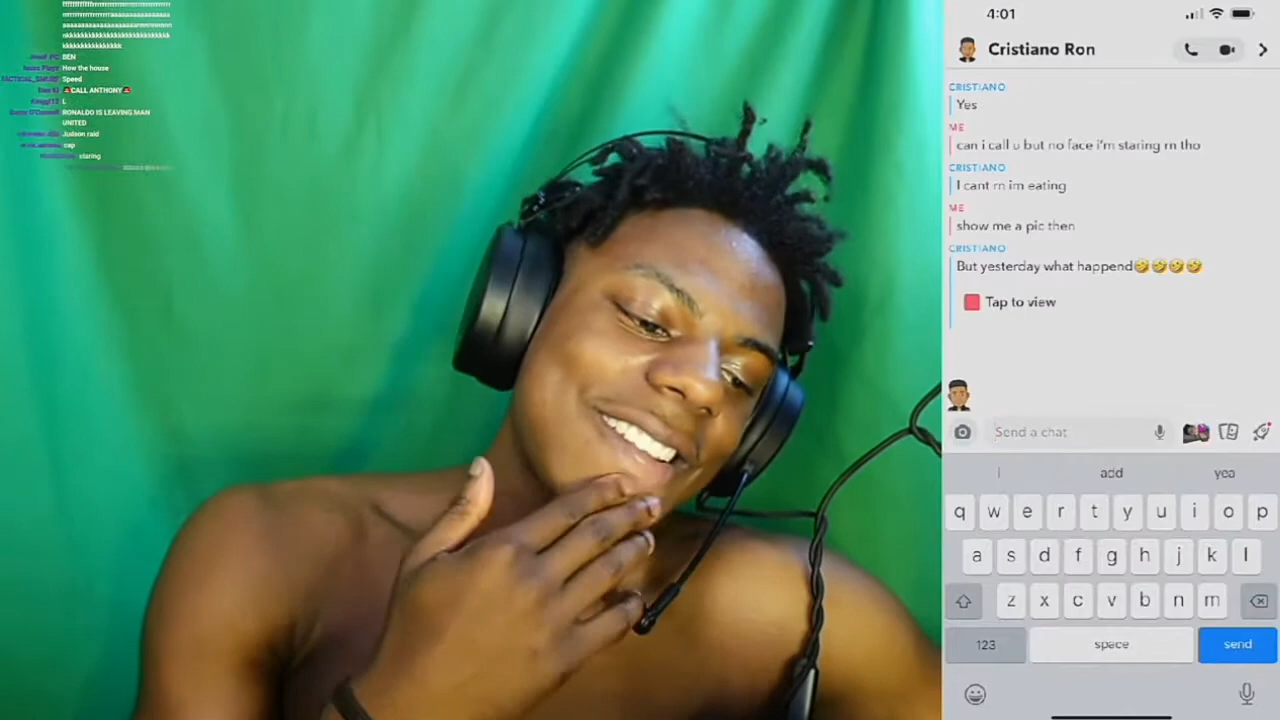 BEN
How the house
Speed
CALL ANTHONY
L
RONALDO IS LEAVING MAN
UNITED
Judson raid
cap
staring
4:01
Cristiano Ron
CRISTIANO
Yes
ME
can i call u but no face i'm staring rn tho
CRISTIANO
I cant rn im eating
ME
show me a pic then
CRISTIANO
But yesterday what happend🤣🤣🤣🤣
Tap to view
Send a chat
i add yea
q w e r t y u i o p
a s d f g h j k l
z x c v b n m
123 space send